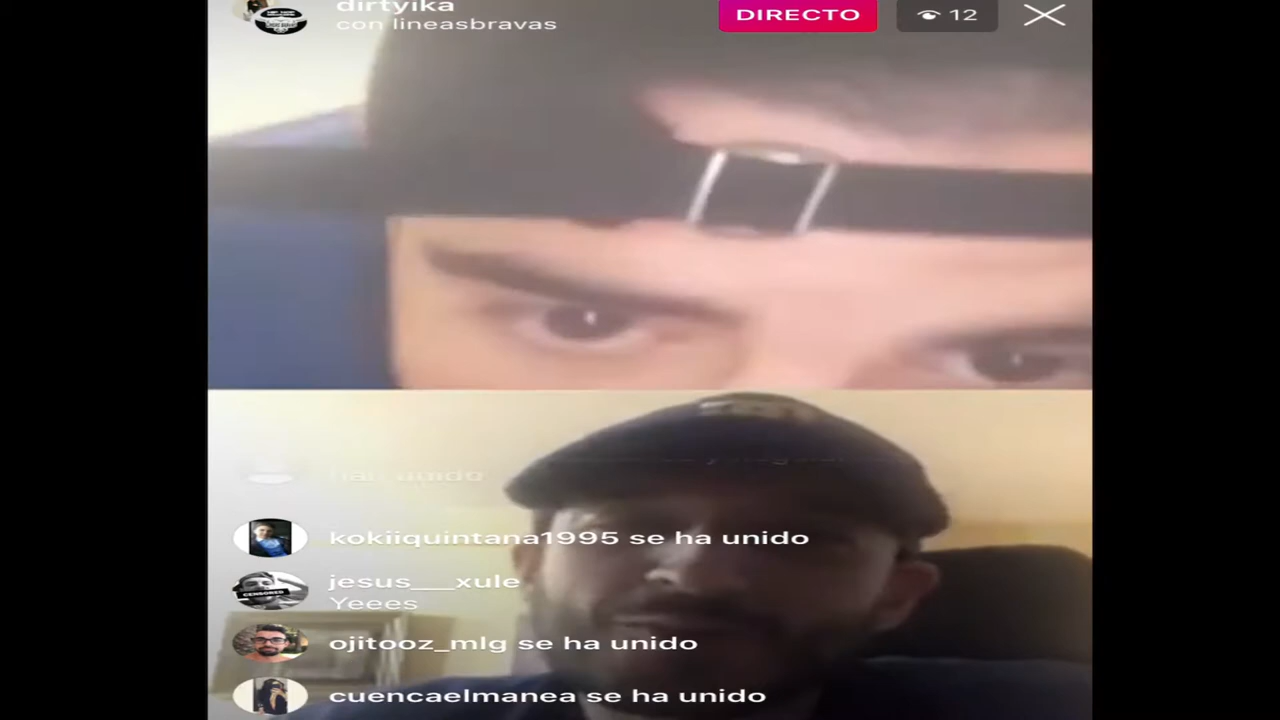 dirtyika
con lineasbravas
DIRECTO
12
unido
kokiiquintana1995 se ha unido
jesus___xule
Yeees
CENSORED
ojitooz_mlg se ha unido
cuencaelmanea se ha unido